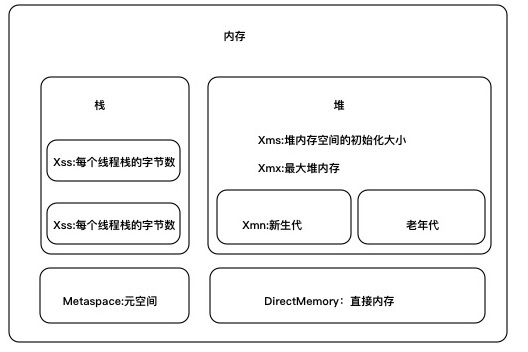 内存
栈
堆
Xms:堆内存空间的初始化大小
Xmx:最大堆内存
Xss:每个线程栈的字节数
Xss:每个线程栈的字节数
Xmn:新生代
老年代
Metaspace:元空间
DirectMemory：直接内存